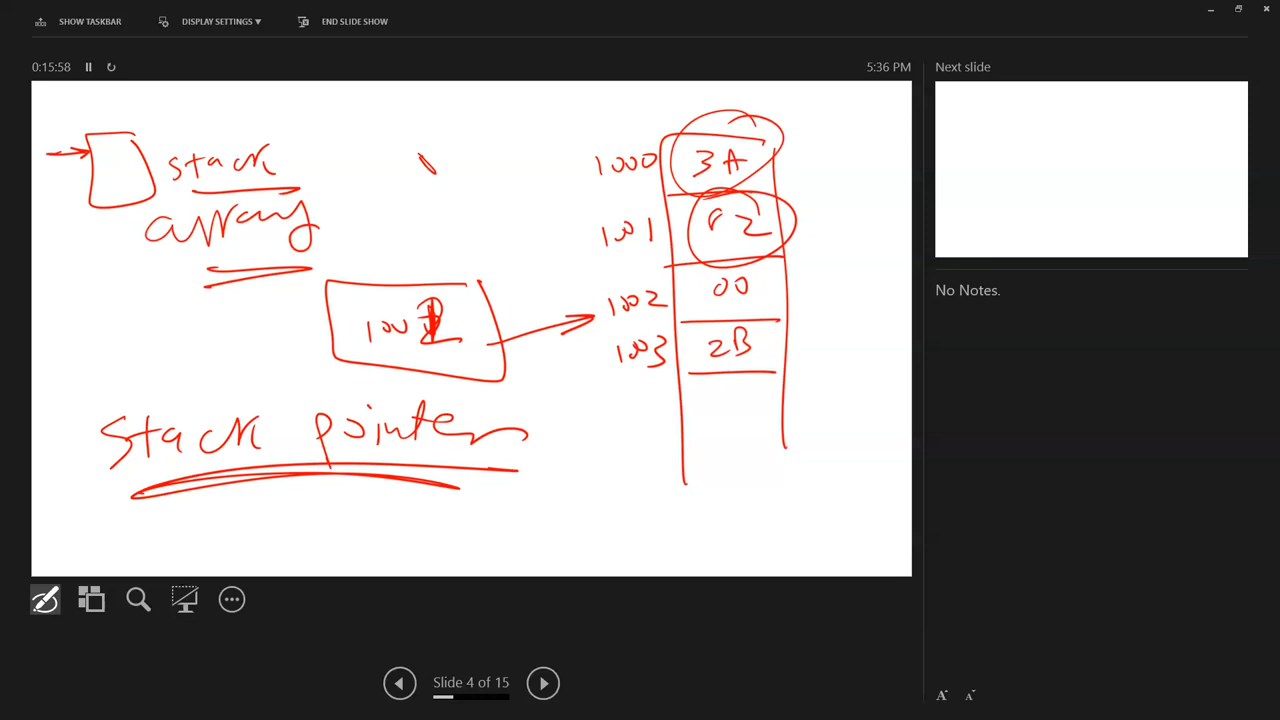 SHOW TASKBAR
DISPLAY SETTINGS ▼
END SLIDE SHOW
0:15:58
5:36 PM
Next slide
stack
array
1000 3A
1001
1002 00
1003 2B
stack pointer
No Notes.
Slide 4 of 15
A A